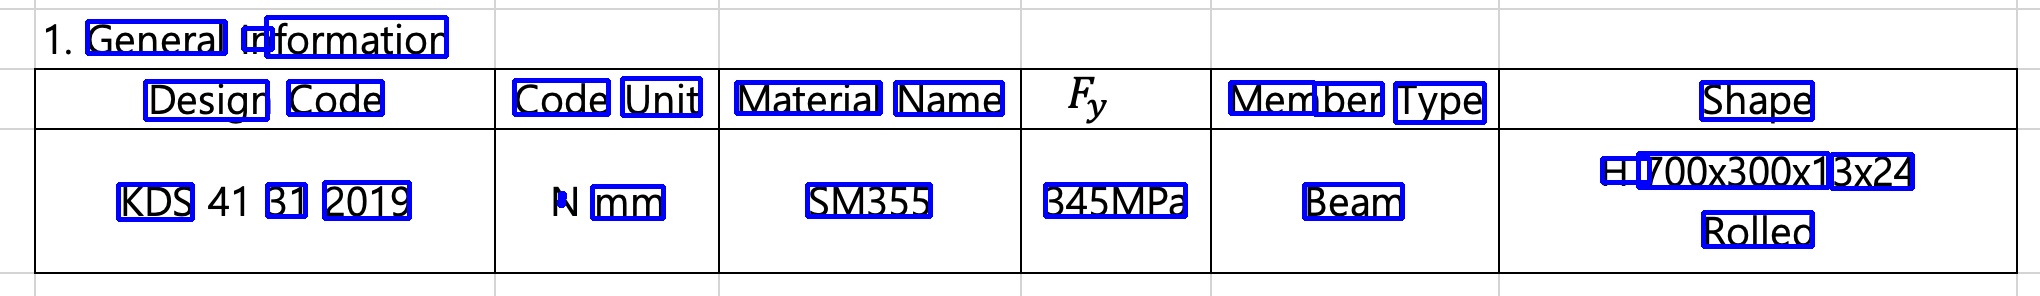 1. General information
Design Code Code Unit Material Name Fy Member Type Shape
KDS 41 31 2019 N mm SM355 345MPa Beam H 700x300x13x24
Rolled